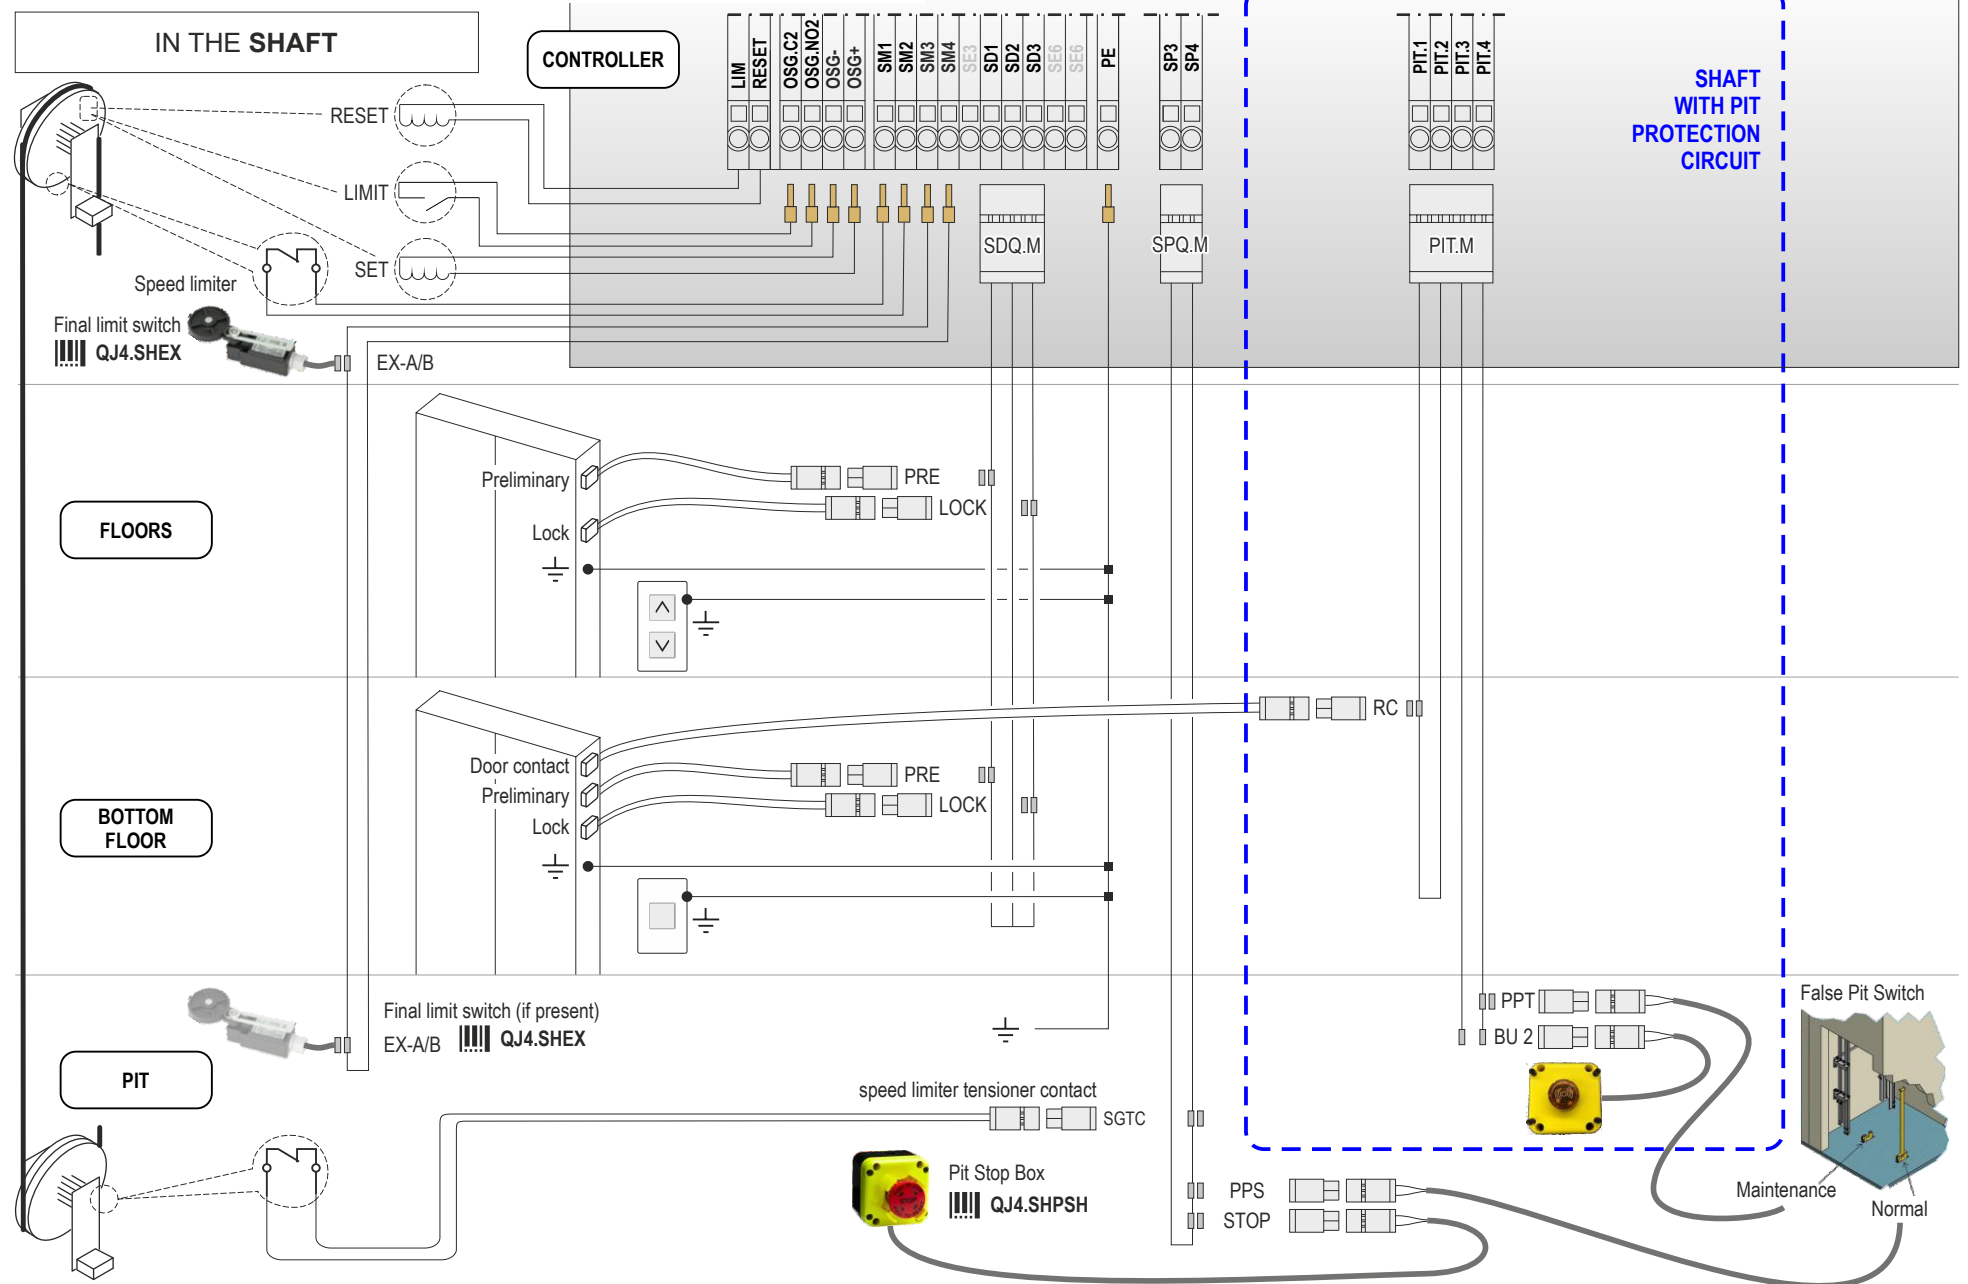 IN THE SHAFT
CONTROLLER
LIM
RESET
OSG.C2
OSG.NO2
OSG-
OSG+
SM1
SM2
SM3
SM4
SE3
SD1
SD2
SD3
SE6
SE6
PE
SP3
SP4
PIT.1
PIT.2
PIT.3
PIT.4
SHAFT
WITH PIT
PROTECTION
CIRCUIT
RESET
LIMIT
SET
SDQ.M
SPQ.M
PIT.M
Speed limiter
Final limit switch
QJ4.SHEX
EX-A/B
FLOORS
Preliminary
PRE
Lock
LOCK
BOTTOM
FLOOR
Door contact
RC
Preliminary
PRE
Lock
LOCK
PIT
Final limit switch (if present)
EX-A/B
QJ4.SHEX
PPT
BU 2
False Pit Switch
Maintenance
Normal
speed limiter tensioner contact
SGTC
Pit Stop Box
QJ4.SHPSH
STOP
PPS
STOP